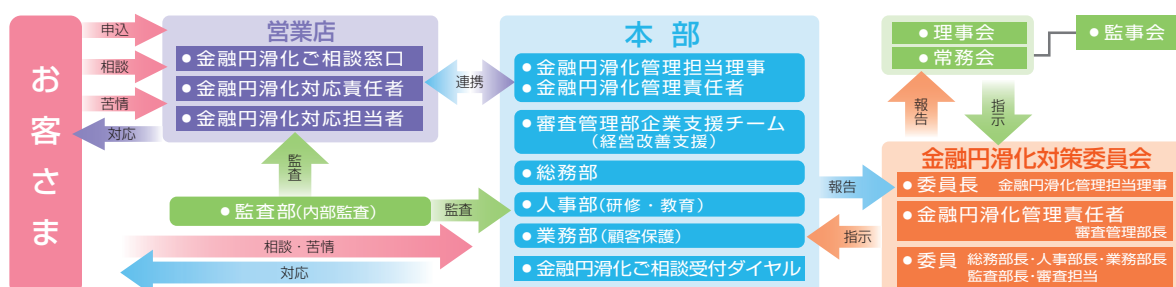 お客さま
申込
相談
苦情
対応
営業店
●金融円滑化ご相談窓口
●金融円滑化対応責任者
●金融円滑化対応担当者
監査
●監査部(内部監査)
監査
相談・苦情
対応
連携
本部
●金融円滑化管理担当理事
●金融円滑化管理責任者
●審査管理部企業支援チーム
(経営改善支援)
●総務部
●人事部(研修・教育)
●業務部(顧客保護)
●金融円滑化ご相談受付ダイヤル
報告
指示
●理事会
●常務会
●監事会
報告
指示
金融円滑化対策委員会
●委員長 金融円滑化管理担当理事
●金融円滑化管理責任者
審査管理部長
●委員 総務部長・人事部長・業務部長
監査部長・審査担当